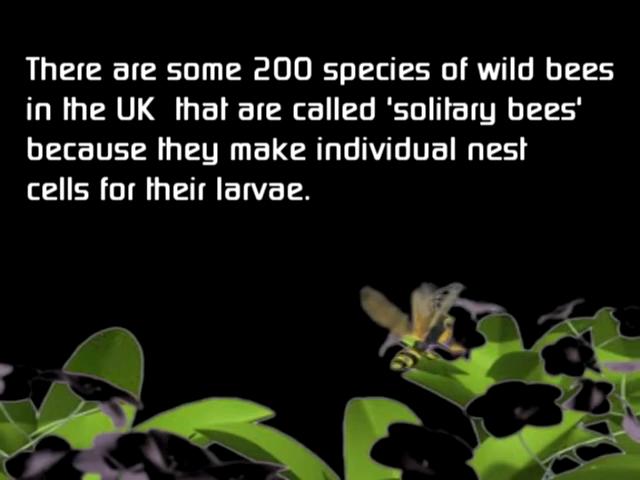 There are some 200 species of wild bees
in the UK  that are called 'solitary bees'
because they make individual nest
cells for their larvae.